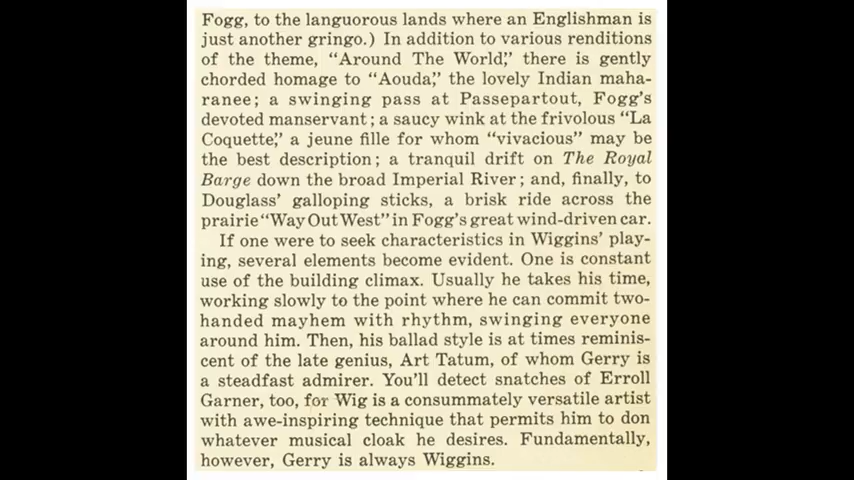 Fogg, to the languorous lands where an Englishman is
just another gringo.) In addition to various renditions
of the theme, “Around The World,” there is gently
chorded homage to “Aouda,” the lovely Indian maha-
ranee; a swinging pass at Passepartout, Fogg’s
devoted manservant; a saucy wink at the frivolous “La
Coquette,” a jeune fille for whom “vivacious” may be
the best description; a tranquil drift on The Royal
Barge down the broad Imperial River; and, finally, to
Douglass’ galloping sticks, a brisk ride across the
prairie “Way Out West” in Fogg’s great wind-driven car.
If one were to seek characteristics in Wiggins’ play-
ing, several elements become evident. One is constant
use of the building climax. Usually he takes his time,
working slowly to the point where he can commit two-
handed mayhem with rhythm, swinging everyone
around him. Then, his ballad style is at times reminis-
cent of the late genius, Art Tatum, of whom Gerry is
a steadfast admirer. You’ll detect snatches of Erroll
Garner, too, for Wig is a consummately versatile artist
with awe-inspiring technique that permits him to don
whatever musical cloak he desires. Fundamentally,
however, Gerry is always Wiggins.